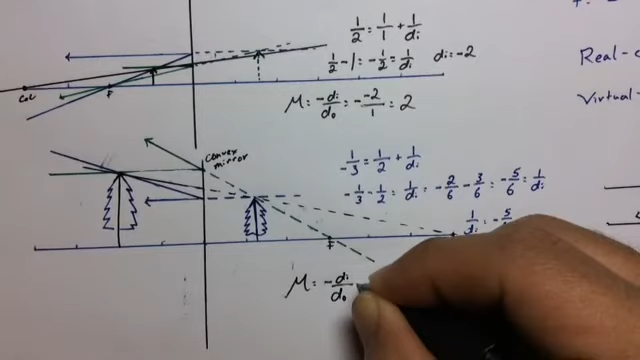 1/2 = 1/1 + 1/di
1/2 - 1 = -1/2 = 1/di di = -2
M = -di/do = - -2/1 = 2
CoC
F
Real -
Virtual -
convex
mirror
-1/3 = 1/2 + 1/di
-1/3 - 1/2 = 1/di = -2/6 - 3/6 = -5/6 = 1/di
1/di = -5/
F
M = -di/do